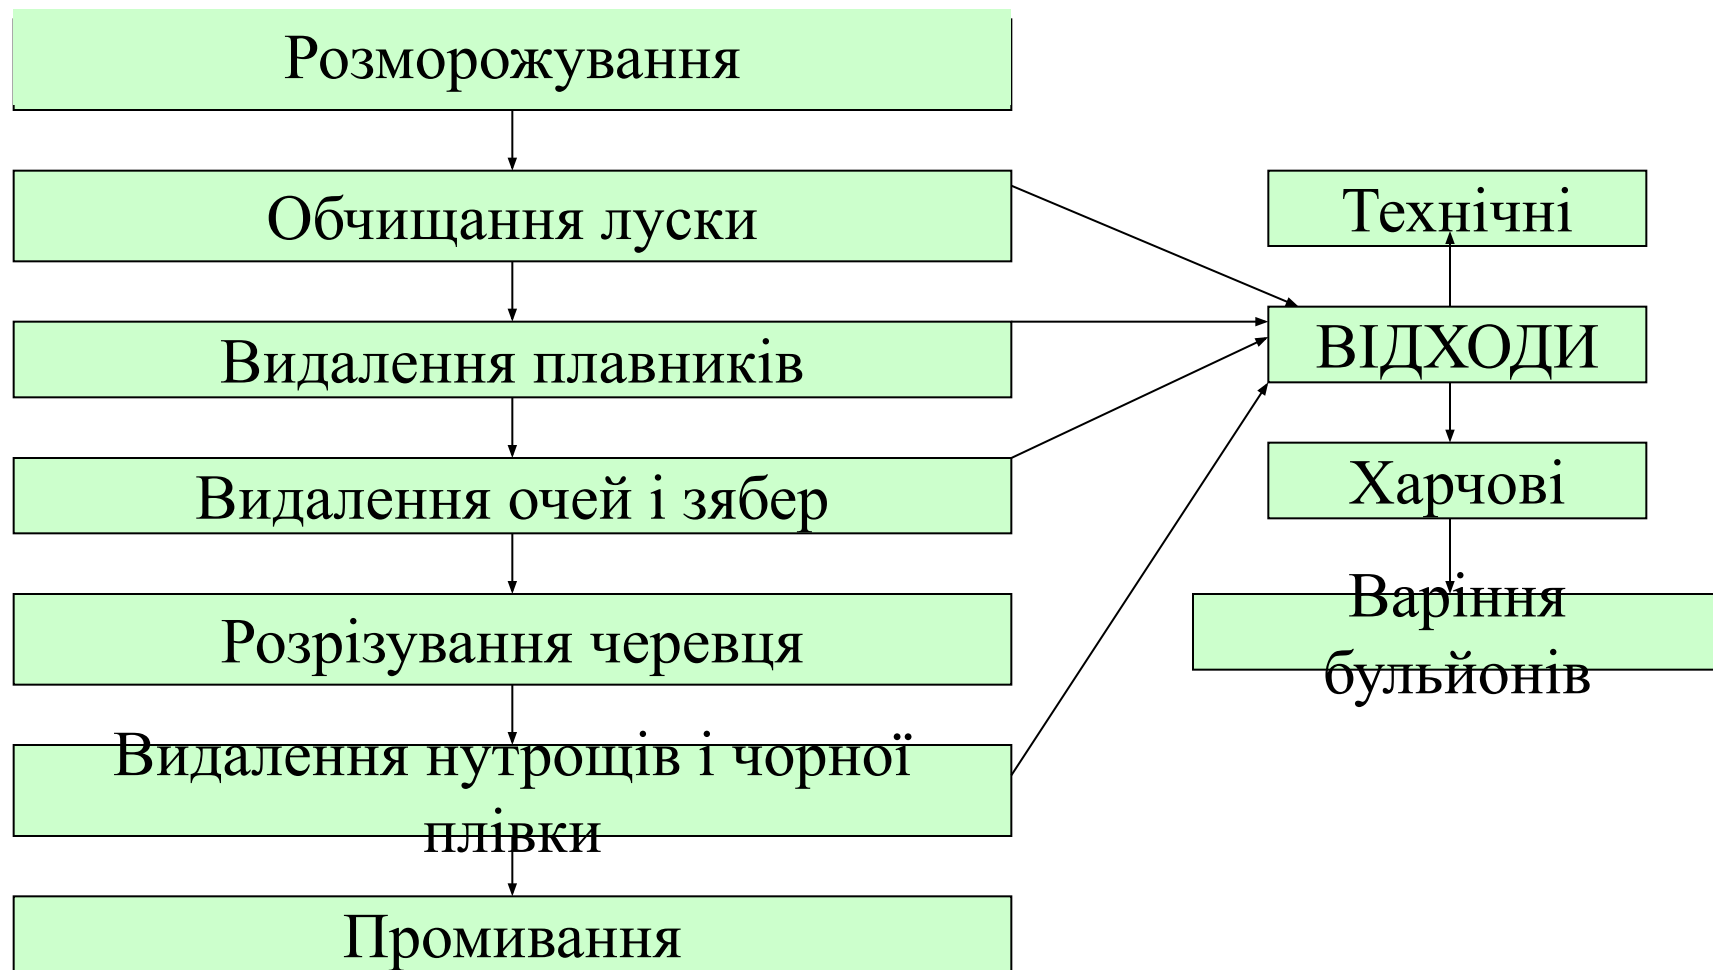 Розморожування
Обчищання луски
Видалення плавників
Видалення очей і зябер
Розрізування черевця
Видалення нутрощів і чорної
плівки
Промивання
Технічні
ВІДХОДИ
Харчові
Варіння
бульйонів